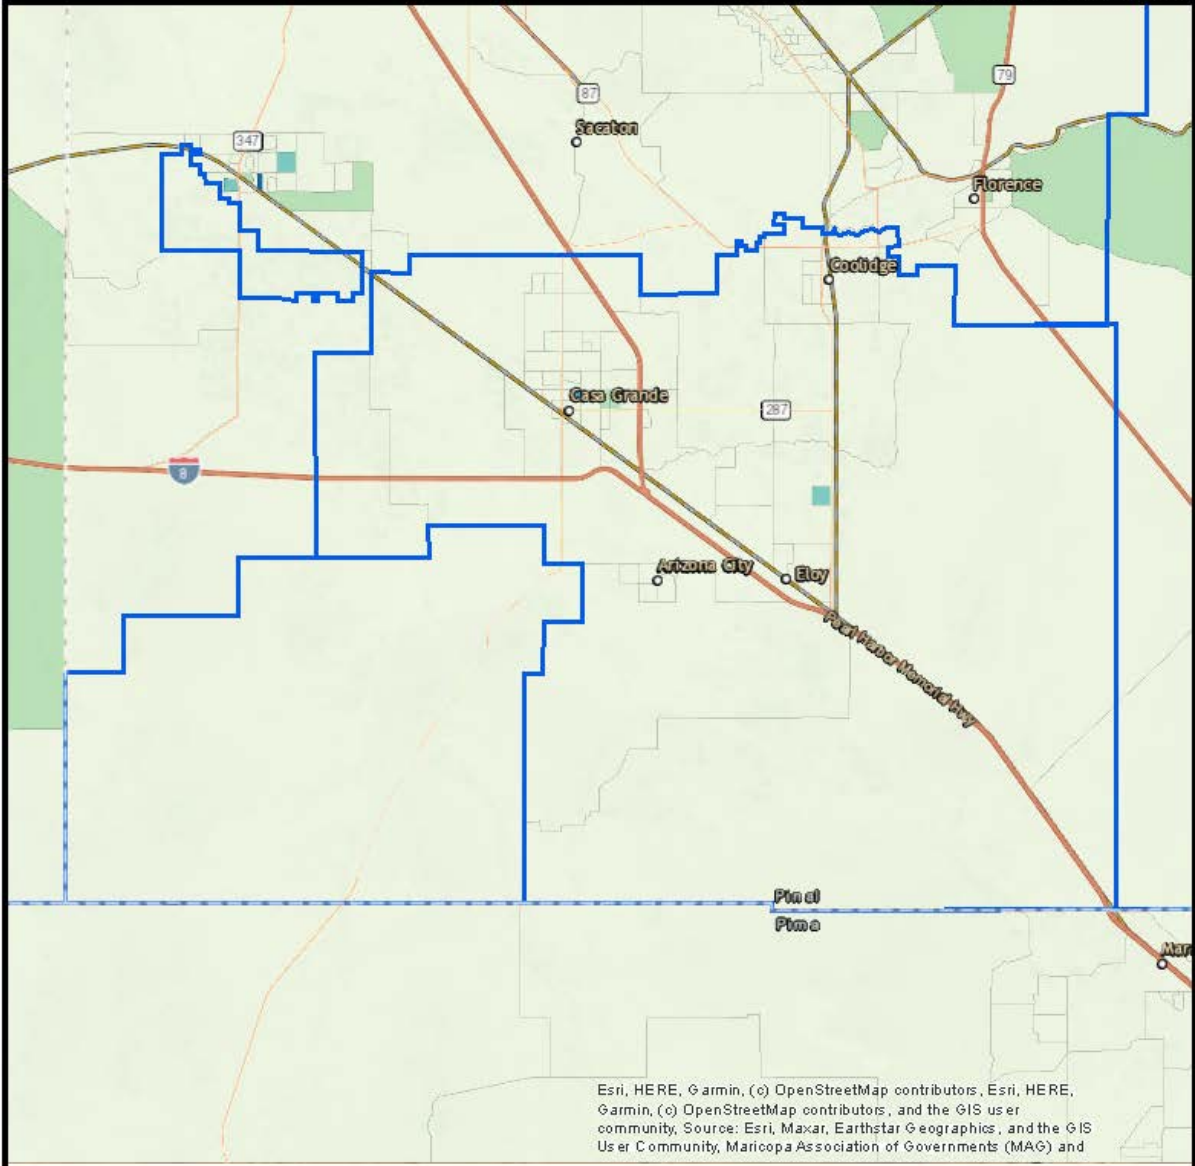 79
87
Sacaton
347
Florence
Coolidge
Casa Grande
287
8
Arizona City
Eloy
Pearl Harbor Memorial Hwy
Pinal
Pima
Mar
Esri, HERE, Garmin, (c) OpenStreetMap contributors, Esri, HERE,
Garmin, (c) OpenStreetMap contributors, and the GIS user
community, Source: Esri, Maxar, Earthstar Geographics, and the GIS
User Community, Maricopa Association of Governments (MAG) and